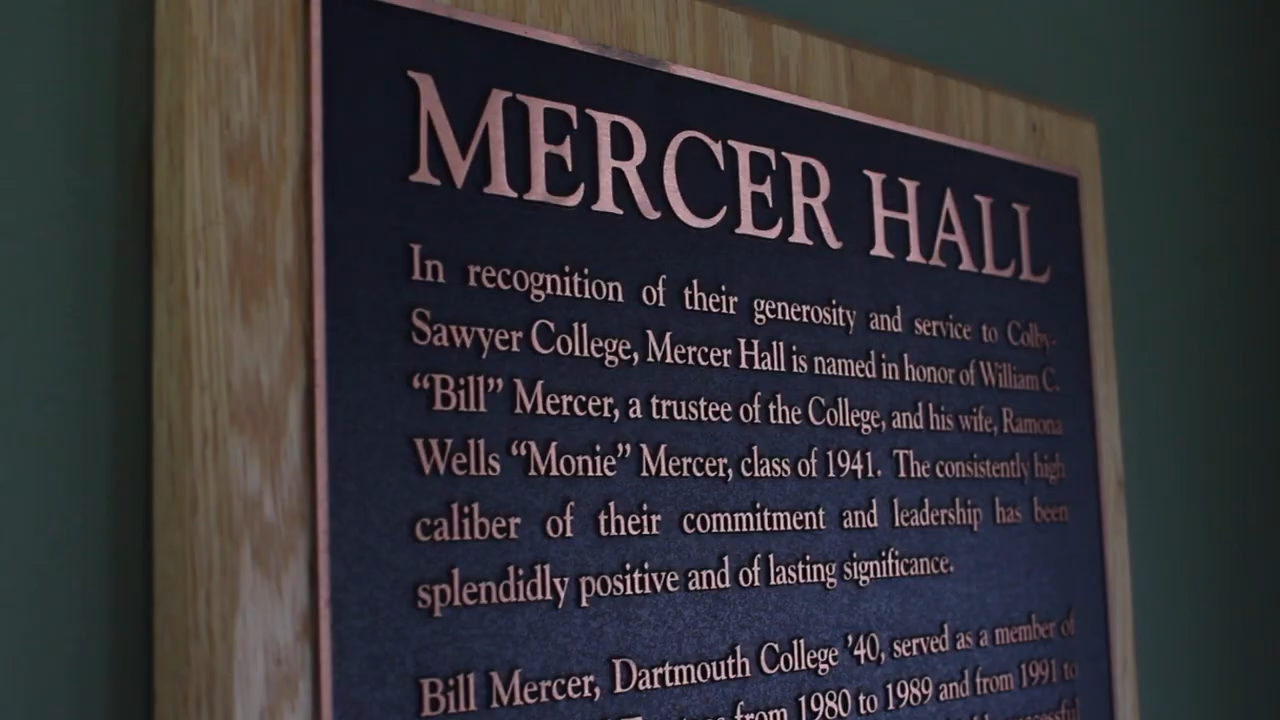 MERCER HALL
In recognition of their generosity and service to Colby-
Sawyer College, Mercer Hall is named in honor of William C.
“Bill” Mercer, a trustee of the College, and his wife, Ramona
Wells “Monie” Mercer, class of 1941. The consistently high
caliber of their commitment and leadership has been
splendidly positive and of lasting significance.
Bill Mercer, Dartmouth College ’40, served as a member of
from 1980 to 1989 and from 1991 to
successful